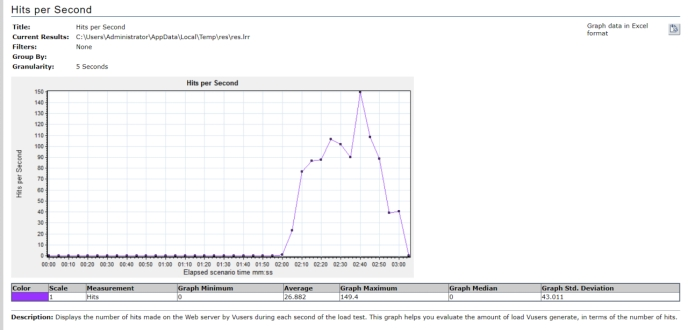 Hits per Second
Title: Hits per Second
Graph data in Excel format
Current Results: C:\Users\Administrator\AppData\Local\Temp\res\res.lrr
Filters: None
Group By:
Granularity: 5 Seconds
Hits per Second
150
140
130
120
110
100
90
80
70
60
50
40
30
20
10
0
Hits per Second
00:00 00:10 00:20 00:30 00:40 00:50 01:00 01:10 01:20 01:30 01:40 01:50 02:00 02:10 02:20 02:30 02:40 02:50 03:00
Elapsed scenario time mm:ss
Color Scale Measurement Graph Minimum Average Graph Maximum Graph Median Graph Std. Deviation
1 Hits 0 26.882 149.4 0 43.011
Description: Displays the number of hits made on the Web server by Vusers during each second of the load test. This graph helps you evaluate the amount of load Vusers generate, in terms of the number of hits.